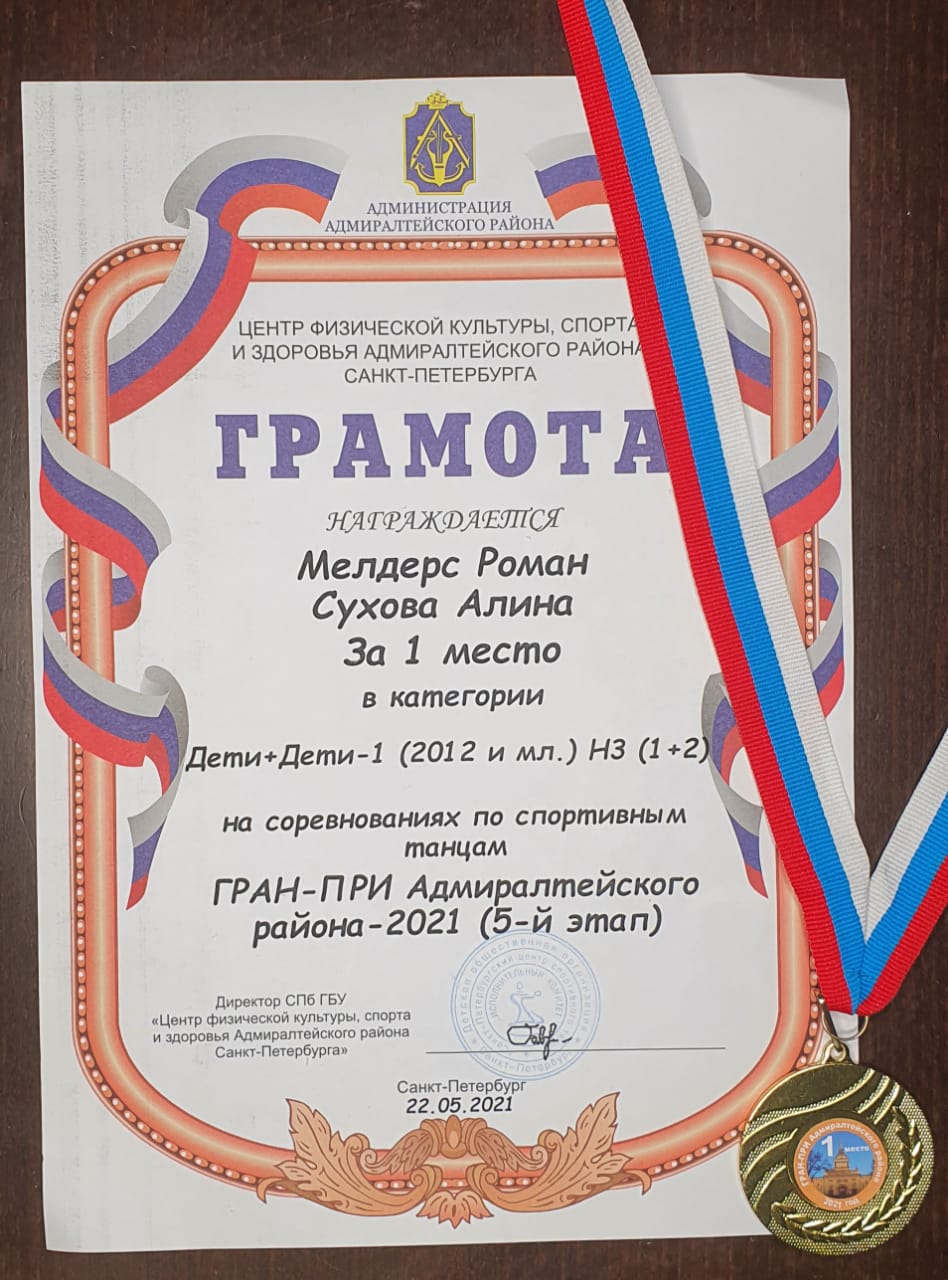 АДМИНИСТРАЦИЯ
АДМИРАЛТЕЙСКОГО РАЙОНА
ЦЕНТР ФИЗИЧЕСКОЙ КУЛЬТУРЫ, СПОРТА
И ЗДОРОВЬЯ АДМИРАЛТЕЙСКОГО РАЙОНА
САНКТ-ПЕТЕРБУРГА
ГРАМОТА
НАГРАЖДАЕТСЯ
Мелдерс Роман
Сухова Алина
За 1 место
в категории
Дети+Дети-1 (2012 и мл.) Н3 (1+2)
на соревнованиях по спортивным
танцам
ГРАН-ПРИ Адмиралтейского
района-2021 (5-й этап)
Детская общественная организация
Петербургский центр спортивного
ИСПОЛНИТЕЛЬНЫЙ КОМИТЕТ
Санкт-Петербург
Директор СПб ГБУ
«Центр физической культуры, спорта
и здоровья Адмиралтейского района
Санкт-Петербурга»
Санкт-Петербург
22.05.2021
ГРАН-ПРИ Адмиралтейского района
1 место
2021 год